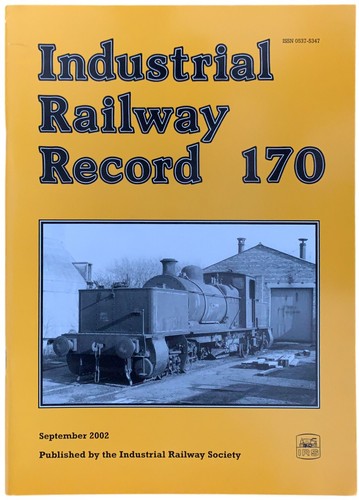 ISSN 0537-5347
Industrial
Railway
Record 170
September 2002
Published by the Industrial Railway Society
IRS